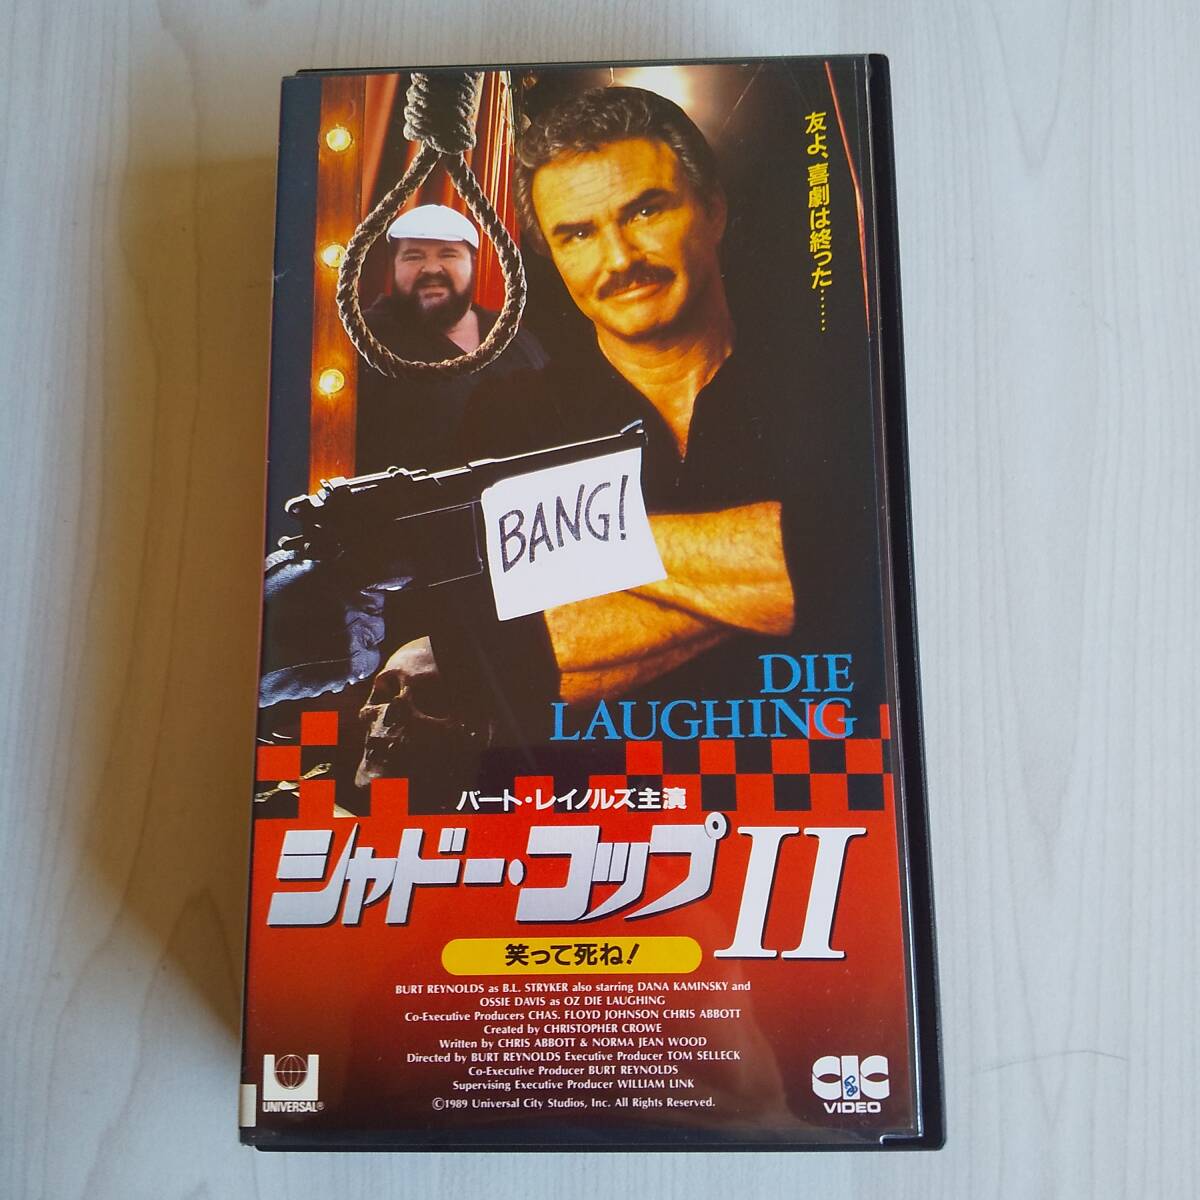 友よ、喜劇は終った……
BANG!
DIE
LAUGHING
バート・レイノルズ主演
シャドー・コップII
笑って死ね!
BURT REYNOLDS as B.L. STRYKER also starring DANA KAMINSKY and
OSSIE DAVIS as OZ DIE LAUGHING
Co-Executive Producers CHAS. FLOYD JOHNSON CHRIS ABBOTT
Created by CHRISTOPHER CROWE
Written by CHRIS ABBOTT & NORMA JEAN WOOD
Directed by BURT REYNOLDS Executive Producer TOM SELLECK
Co-Executive Producer BURT REYNOLDS
Supervising Executive Producer WILLIAM LINK
©1989 Universal City Studios, Inc. All Rights Reserved.
UNIVERSAL®
CIC
VIDEO